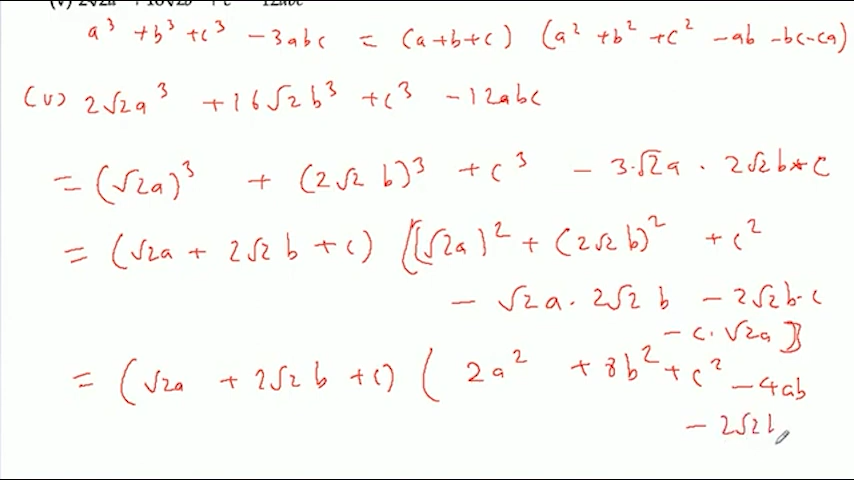 a³ + b³ + c³ - 3abc = (a+b+c) (a² + b² + c² - ab - bc - ca)
(v) 2√2a³ + 16√2b³ + c³ - 12abc
= (√2a)³ + (2√2 b)³ + c³ - 3·√2a · 2√2b * c
= (√2a + 2√2 b + c) [(√2a)² + (2√2b)² + c²
- √2a · 2√2 b - 2√2b·c
- c·√2a]
= (√2a + 2√2 b + c) ( 2a² + 8b² + c² - 4ab
- 2√2b